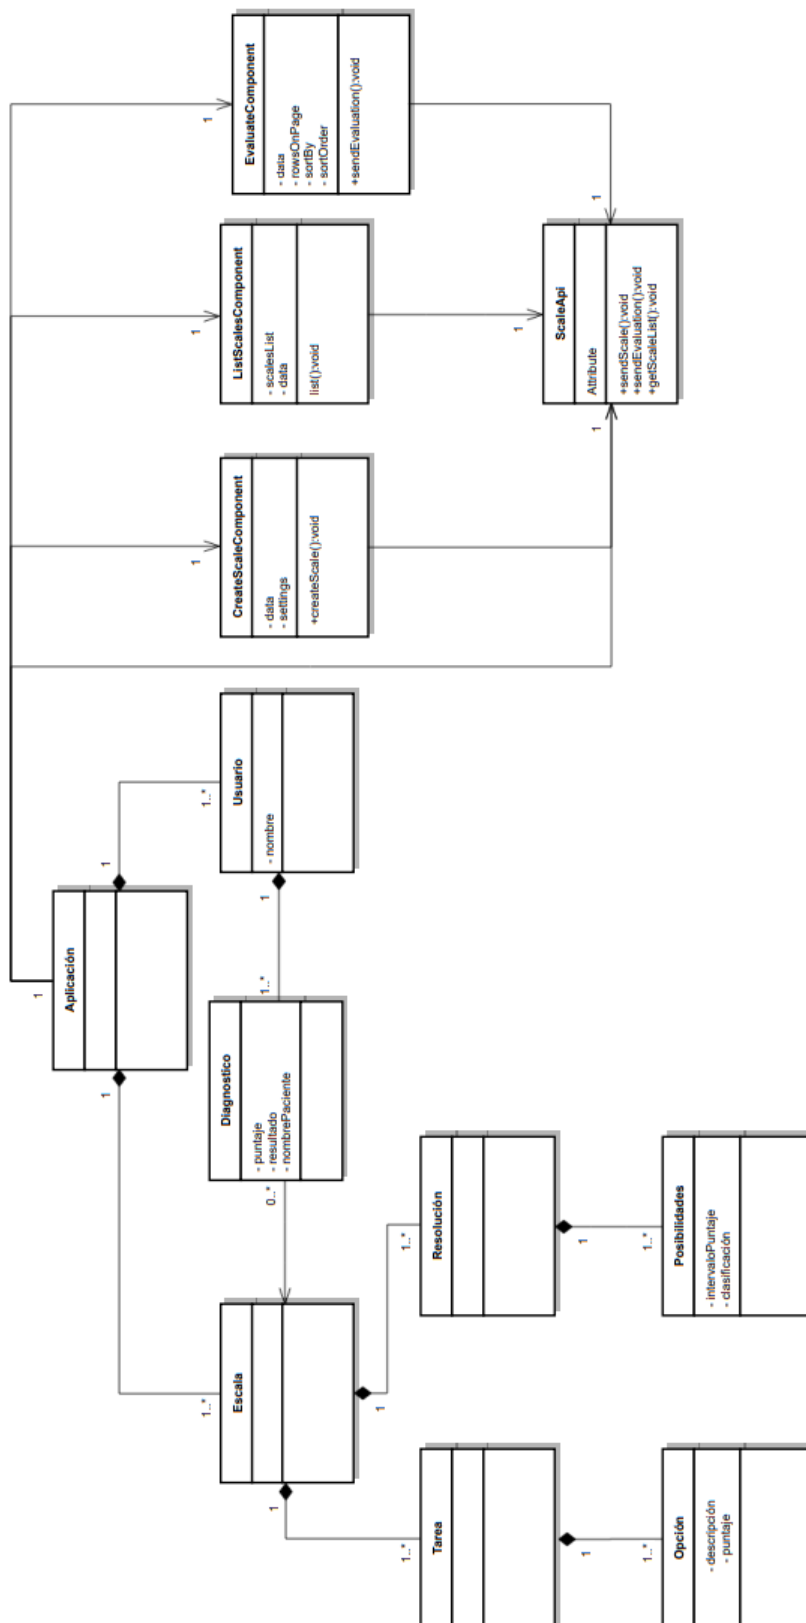 1
Aplicación
1
1
1..*
Escala
1
1
1..*
Tarea
1
1..*
Opción
- descripción
- puntaje
1..*
Resolución
1
1..*
Posibilidades
- intervaloPuntaje
- clasificación
0..*
Diagnostico
- puntaje
- resultado
- nombrePaciente
1..*
1
1..*
Usuario
- nombre
1
CreateScaleComponent
- data
- settings
+createScale():void
1
ListScalesComponent
- scalesList
- data
list():void
1
EvaluateComponent
- data
- rowsOnPage
- sortBy
- sortOrder
+sendEvaluation():void
1
1
1
ScaleApi
Attribute
+sendScale():void
+sendEvaluation():void
+getScaleList():void